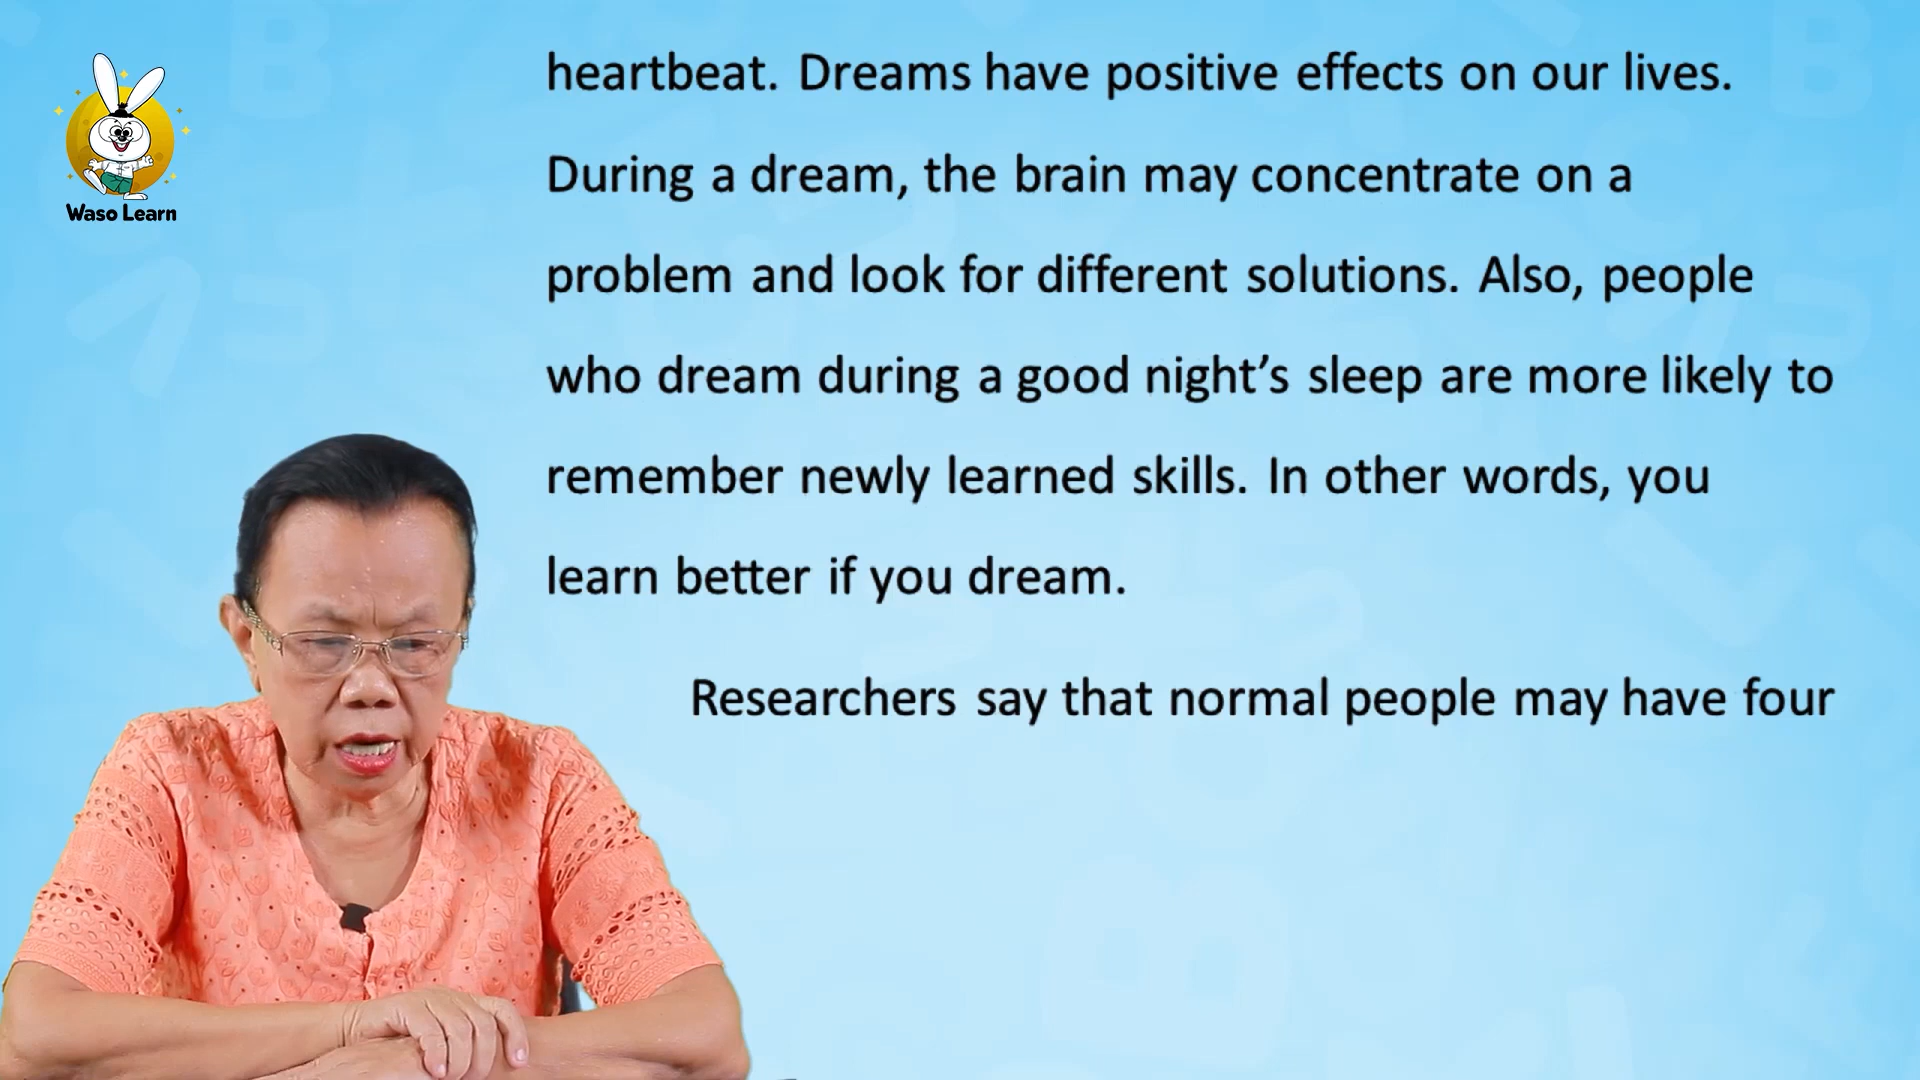 Waso Learn
heartbeat. Dreams have positive effects on our lives.
During a dream, the brain may concentrate on a
problem and look for different solutions. Also, people
who dream during a good night’s sleep are more likely to
remember newly learned skills. In other words, you
learn better if you dream.
Researchers say that normal people may have four